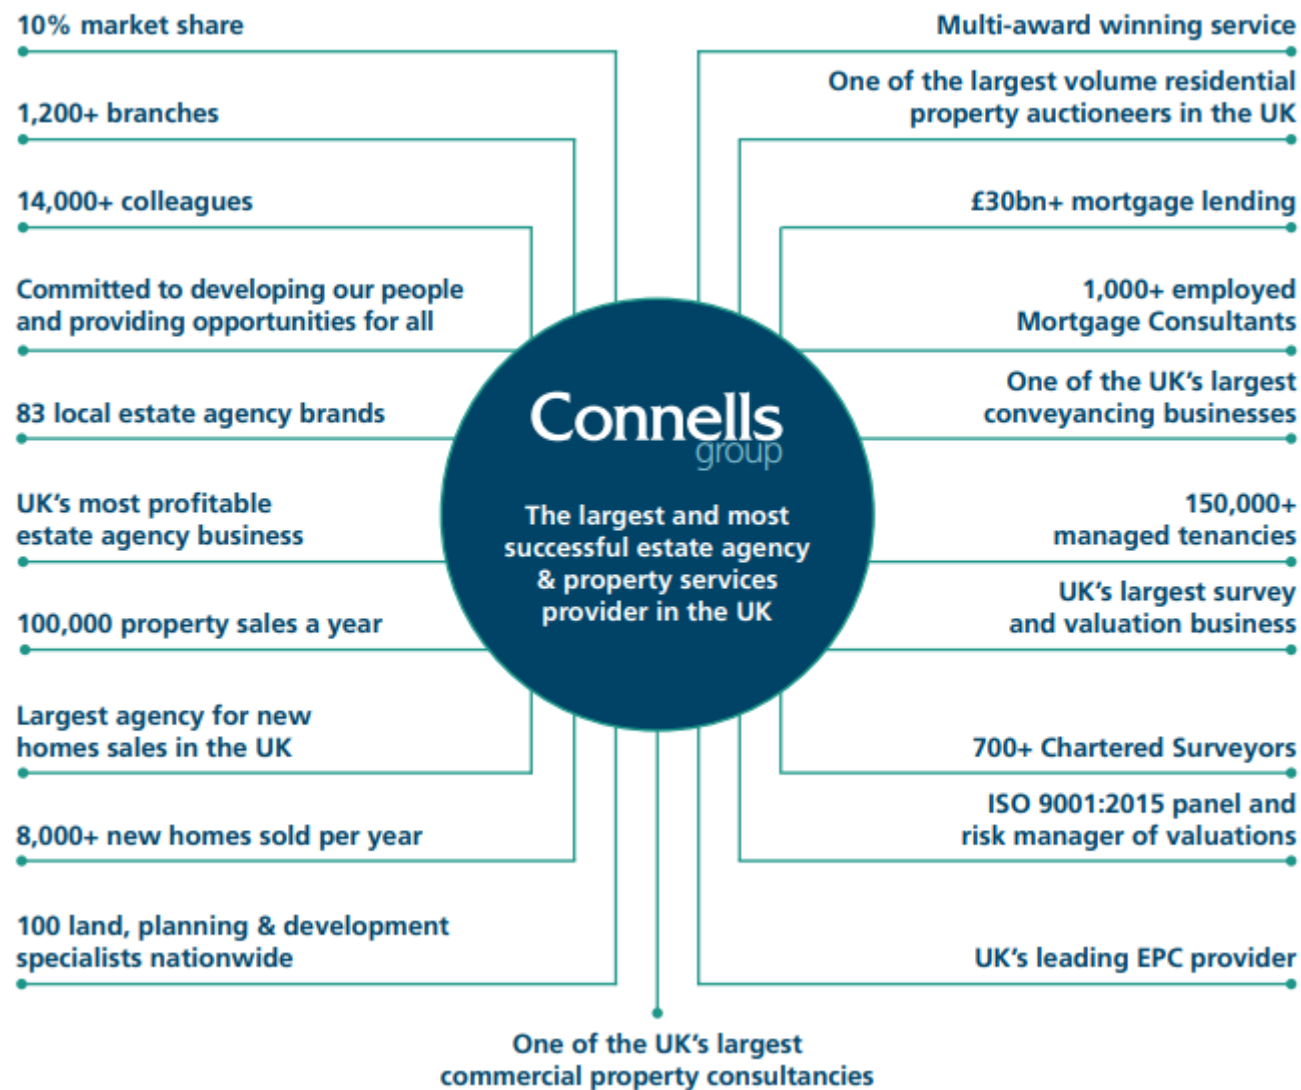 10% market share
1,200+ branches
14,000+ colleagues
Committed to developing our people
and providing opportunities for all
83 local estate agency brands
UK's most profitable
estate agency business
100,000 property sales a year
Largest agency for new
homes sales in the UK
8,000+ new homes sold per year
100 land, planning & development
specialists nationwide
Connells
group
The largest and most
successful estate agency
& property services
provider in the UK
Multi-award winning service
One of the largest volume residential
property auctioneers in the UK
£30bn+ mortgage lending
1,000+ employed
Mortgage Consultants
One of the UK's largest
conveyancing businesses
150,000+
managed tenancies
UK's largest survey
and valuation business
700+ Chartered Surveyors
ISO 9001:2015 panel and
risk manager of valuations
UK's leading EPC provider
One of the UK's largest
commercial property consultancies